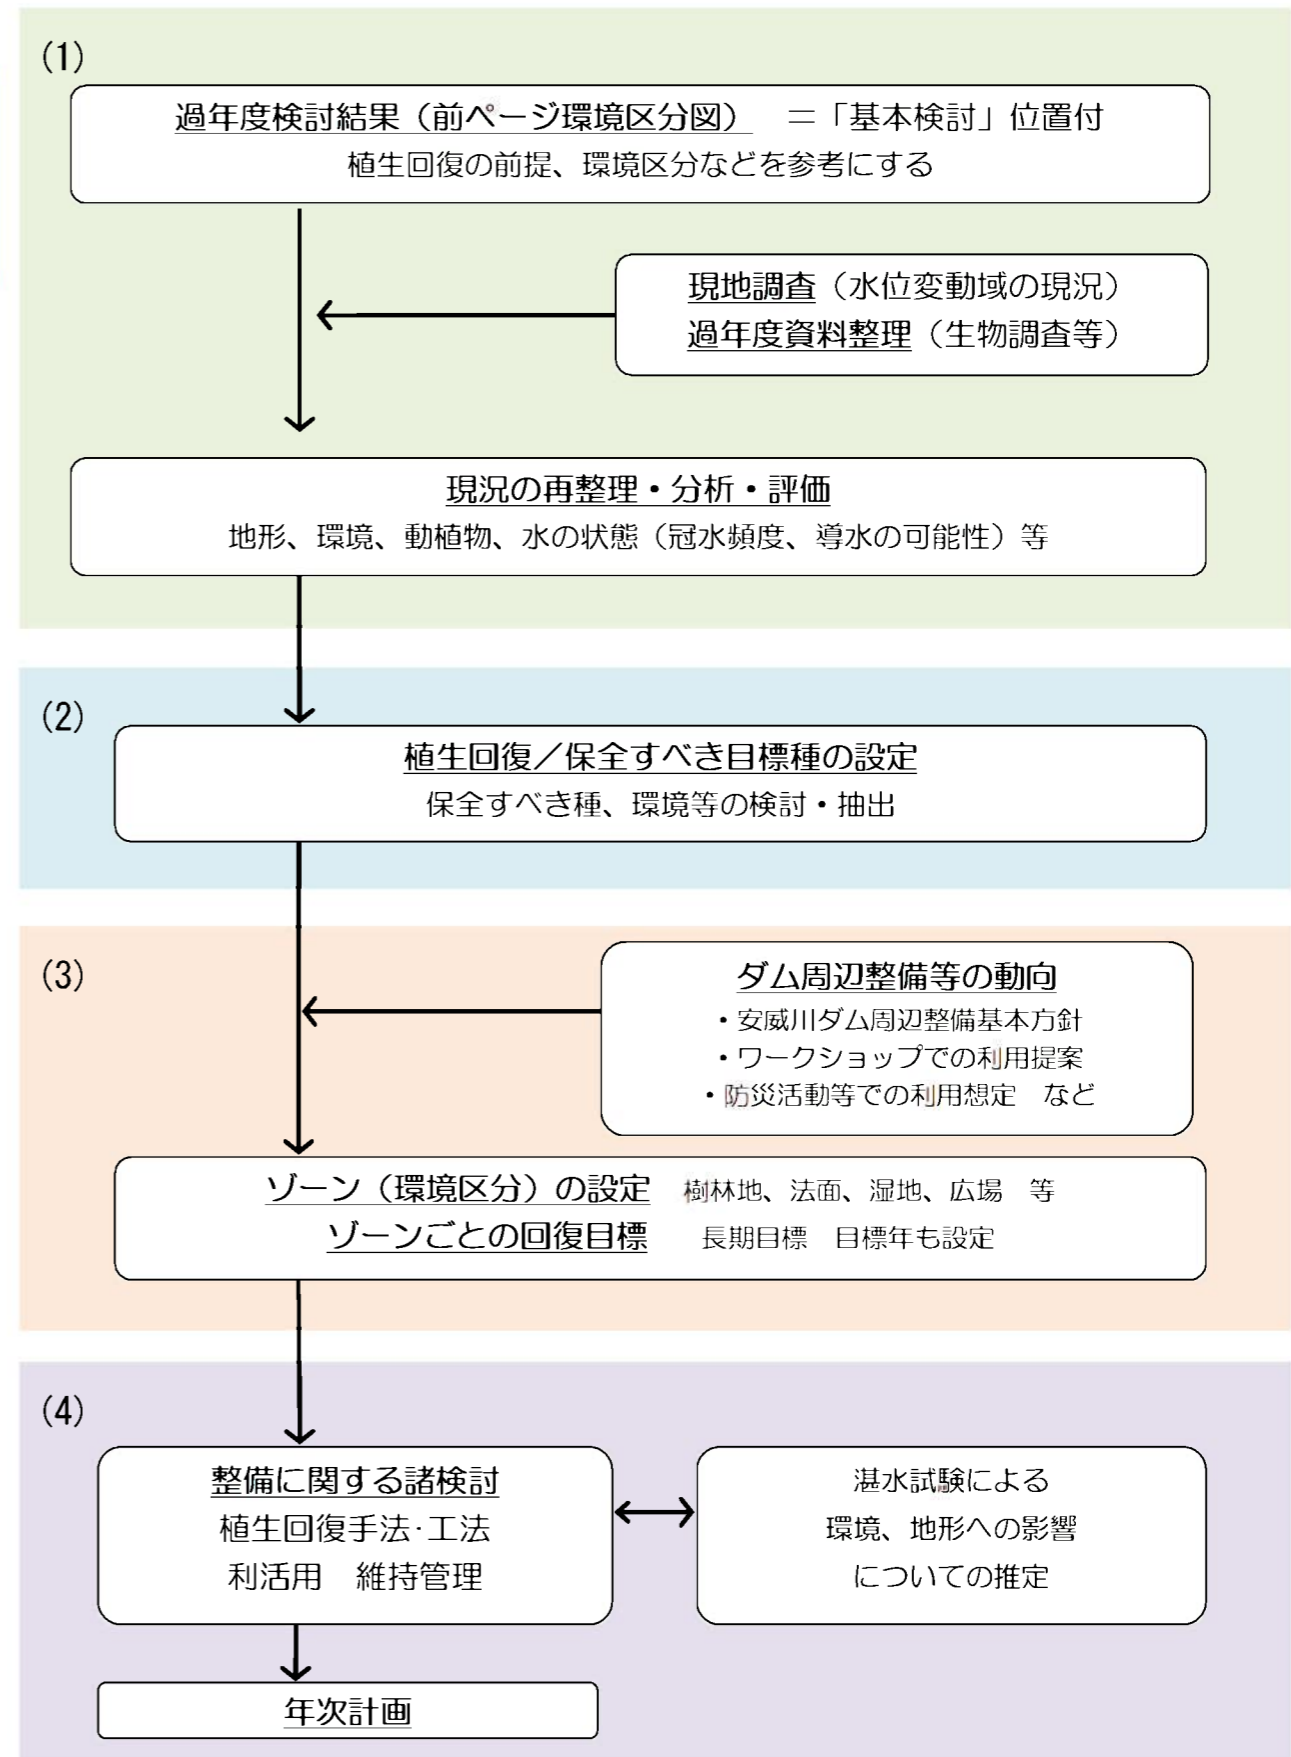 (1)
過年度検討結果（前ページ環境区分図）　＝「基本検討」位置付
植生回復の前提、環境区分などを参考にする
現地調査（水位変動域の現況）
過年度資料整理（生物調査等）
現況の再整理・分析・評価
地形、環境、動植物、水の状態（冠水頻度、導水の可能性）等
(2)
植生回復／保全すべき目標種の設定
保全すべき種、環境等の検討・抽出
(3)
ダム周辺整備等の動向
・安威川ダム周辺整備基本方針
・ワークショップでの利用提案
・防災活動等での利用想定　など
ゾーン（環境区分）の設定　樹林地、法面、湿地、広場　等
ゾーンごとの回復目標　長期目標　目標年も設定
(4)
整備に関する諸検討
植生回復手法･工法
利活用　維持管理
湛水試験による
環境、地形への影響
についての推定
年次計画